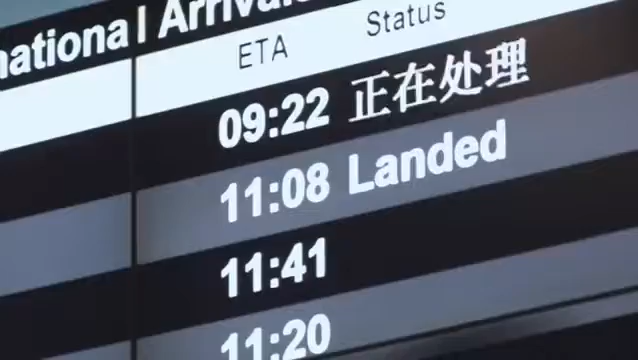 national Arrivals
ETA Status
09:22 正在处理
11:08 Landed
11:41
11:20